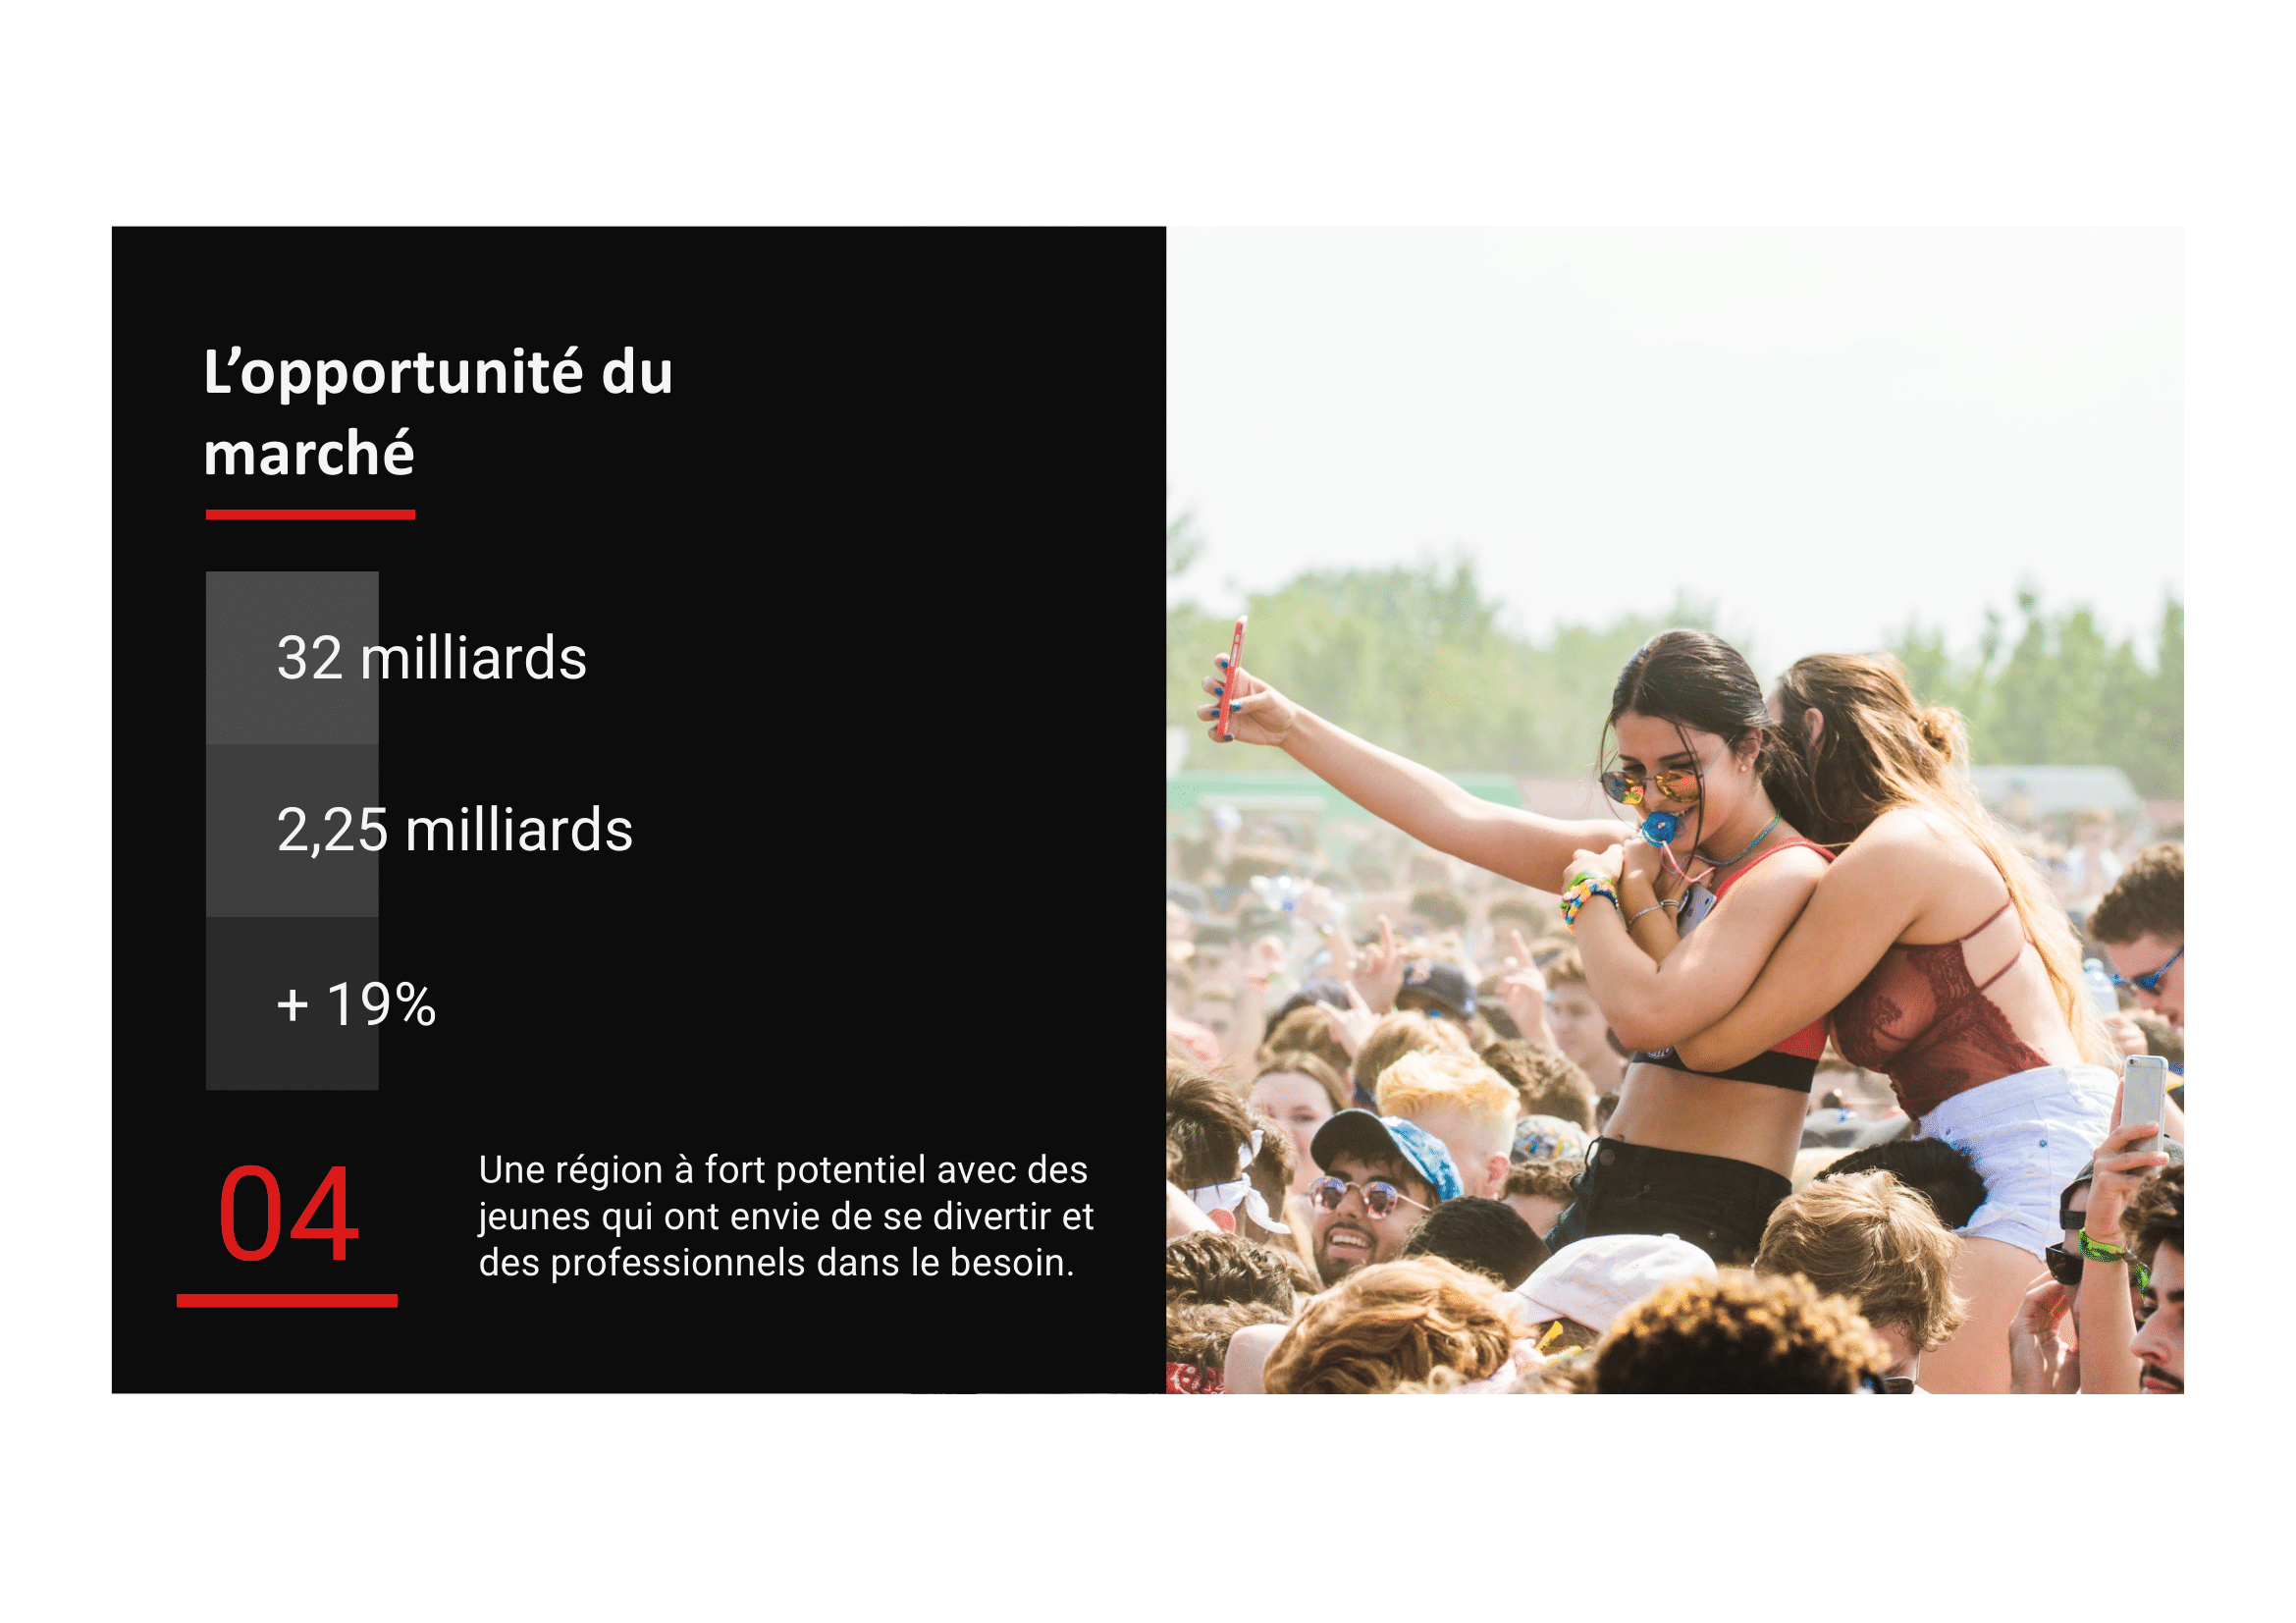 L’opportunité du
marché
32 milliards
2,25 milliards
+ 19%
04
Une région à fort potentiel avec des
jeunes qui ont envie de se divertir et
des professionnels dans le besoin.